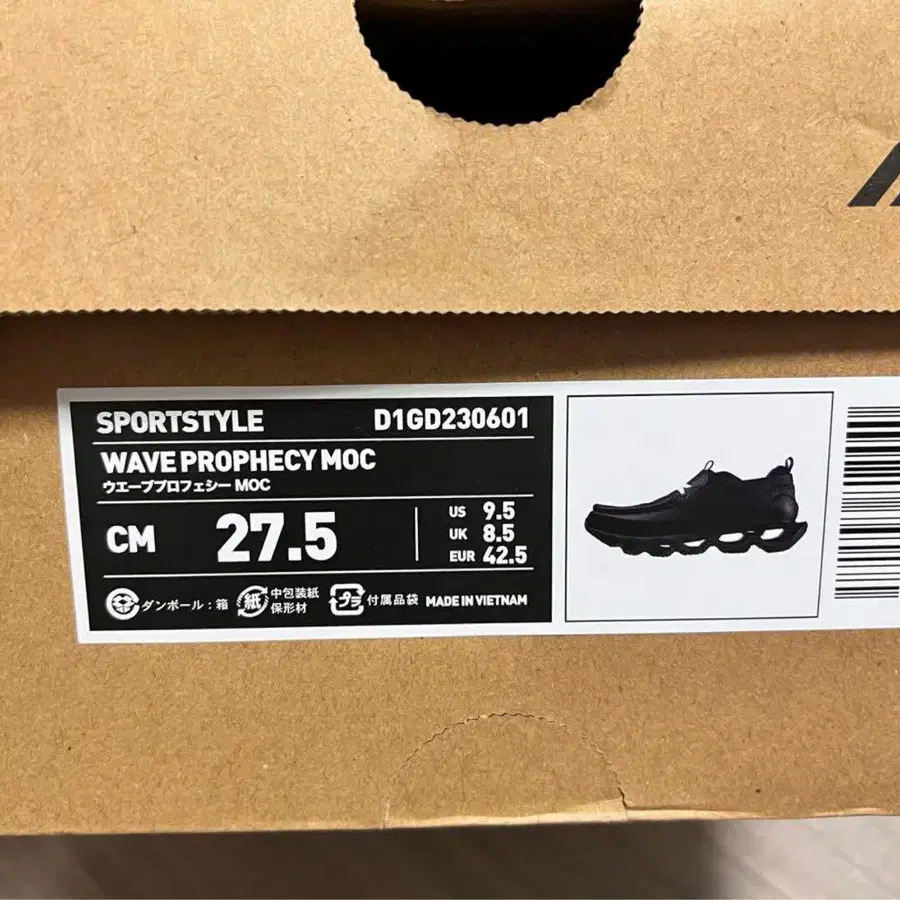 SPORTSTYLE D1GD230601
WAVE PROPHECY MOC
ウエーブプロフェシー MOC
CM 27.5
US 9.5
UK 8.5
EUR 42.5
ダンボール：箱
紙 中包装紙
保形材
プラ 付属品袋
MADE IN VIETNAM